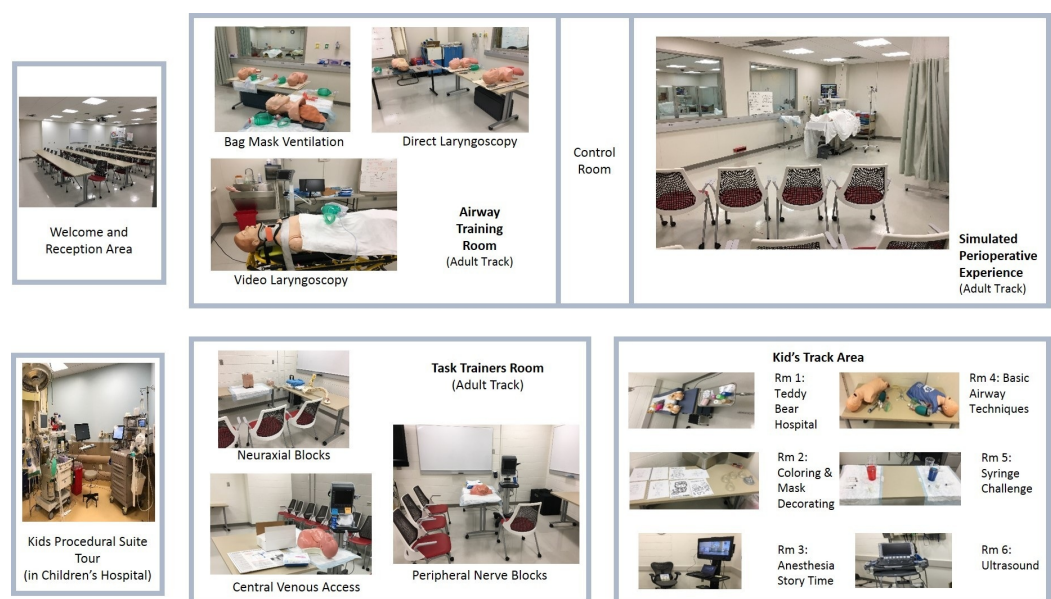 Welcome and
Reception Area
Bag Mask Ventilation
Direct Laryngoscopy
Video Laryngoscopy
Airway
Training
Room
(Adult Track)
Control
Room
Simulated
Perioperative
Experience
(Adult Track)
Kids Procedural Suite
Tour
(in Children's Hospital)
Task Trainers Room
(Adult Track)
Neuraxial Blocks
Central Venous Access
Peripheral Nerve Blocks
Kid's Track Area
Rm 1:
Teddy
Bear
Hospital
Rm 2:
Coloring &
Mask
Decorating
Rm 3:
Anesthesia
Story Time
Rm 4: Basic
Airway
Techniques
Rm 5:
Syringe
Challenge
Rm 6:
Ultrasound